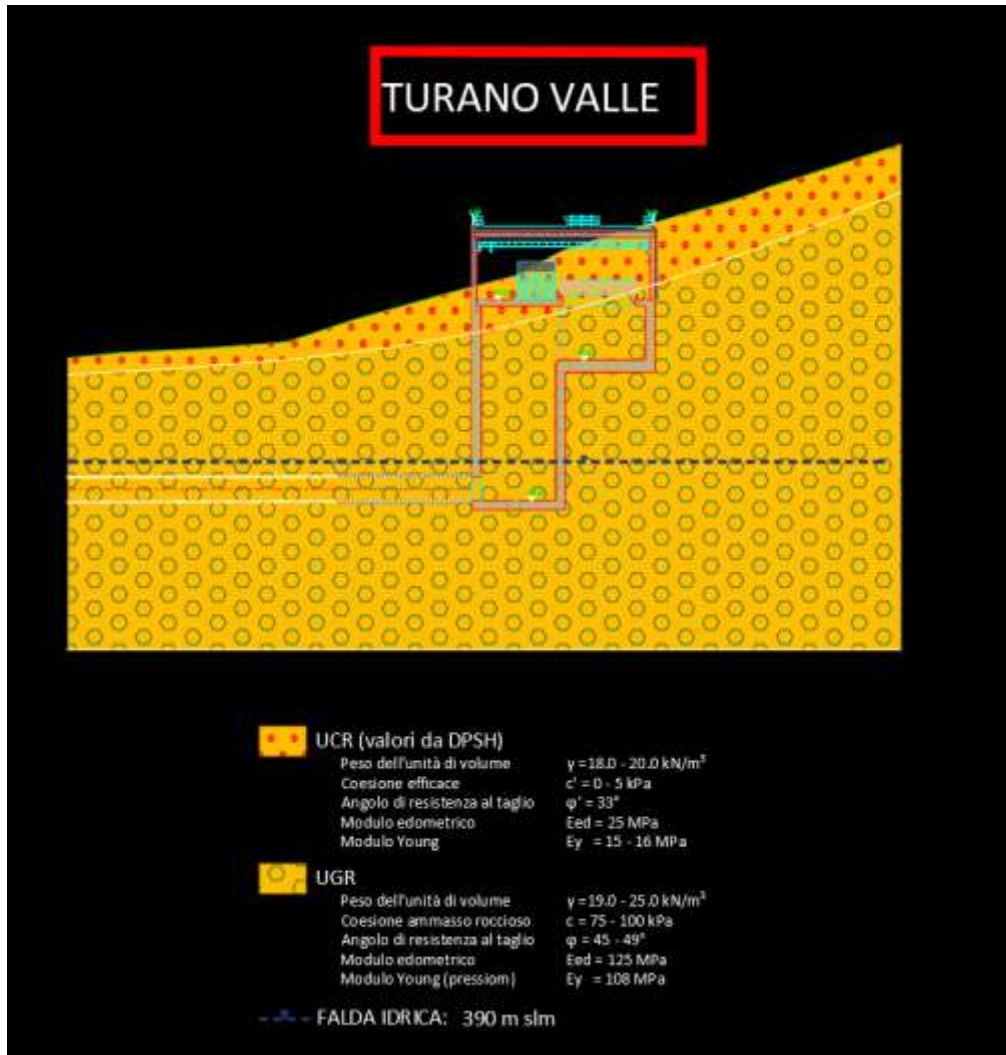 TURANO VALLE
UCR (valori da DPSH)
Peso dell'unità di volume γ =18.0 - 20.0 kN/m³
Coesione efficace c' = 0 - 5 kPa
Angolo di resistenza al taglio φ' = 33°
Modulo edometrico Eed = 25 MPa
Modulo Young Ey = 15 - 16 MPa
UGR
Peso dell'unità di volume γ =19.0 - 25.0 kN/m³
Coesione ammasso roccioso c = 75 - 100 kPa
Angolo di resistenza al taglio φ = 45 - 49°
Modulo edometrico Eed = 125 MPa
Modulo Young (pressiom) Ey = 108 MPa
FALDA IDRICA: 390 m slm